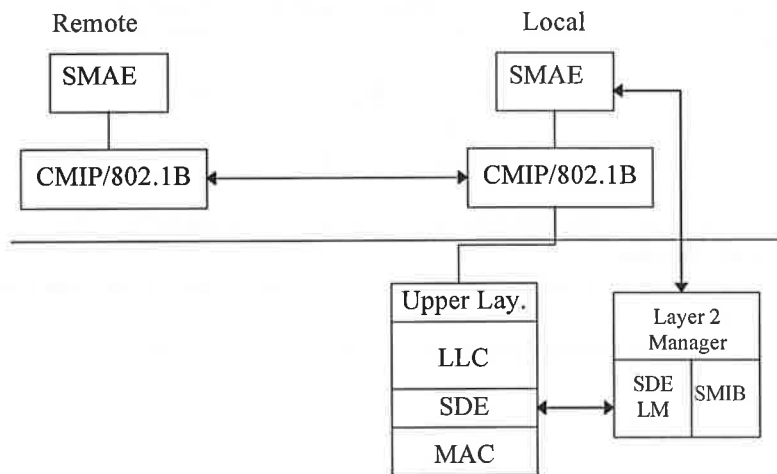 Remote
Local
SMAE
SMAE
CMIP/802.1B
CMIP/802.1B
Upper Lay.
LLC
SDE
MAC
Layer 2
Manager
SDE
LM
SMIB